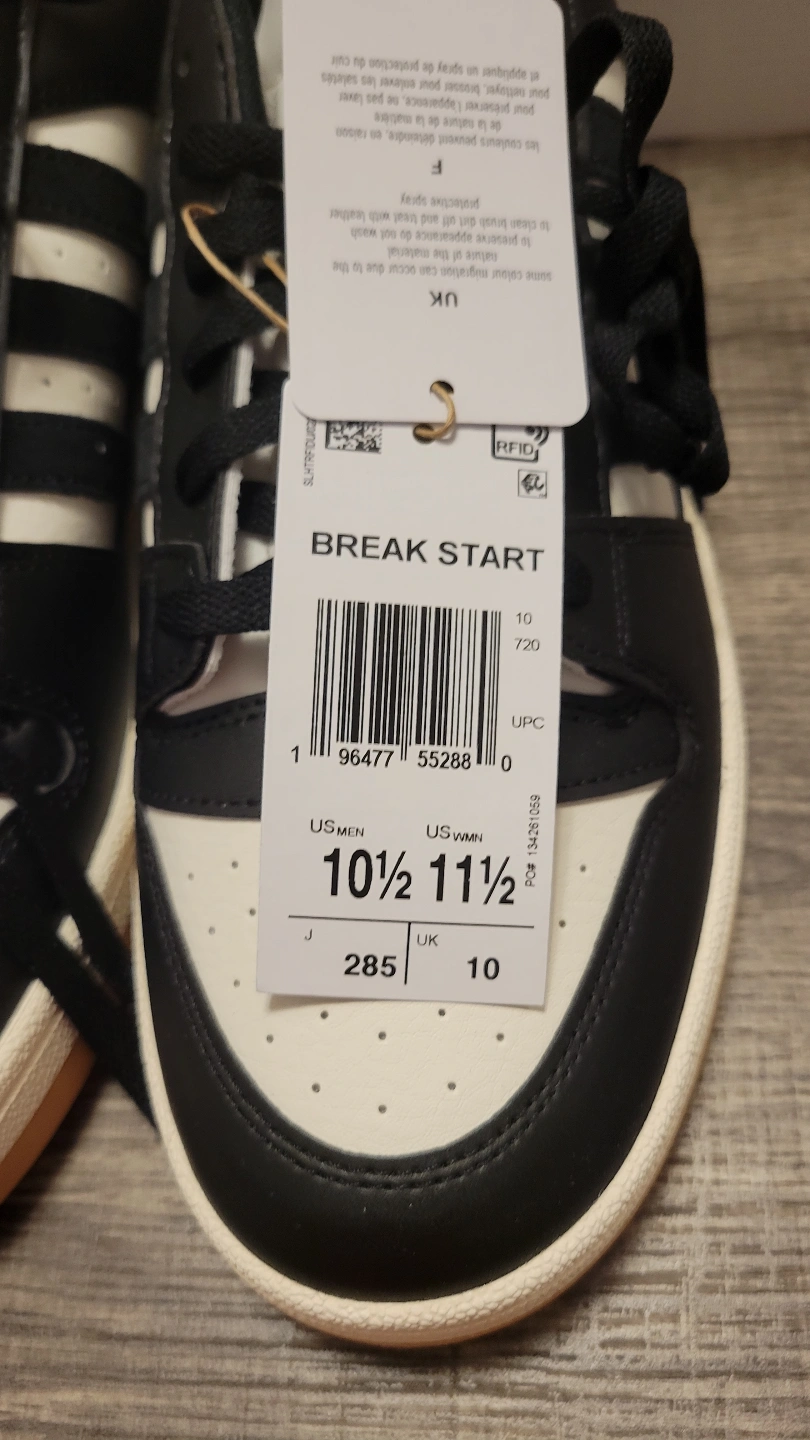 et appliquer un spray de protection du cuir
pour nettoyer, brosser pour enlever les saletés
pour préserver l'apparence, ne pas laver
de la nature de la matière
les couleurs peuvent déteindre, en raison
F
protective spray
to clean brush dirt off and treat with leather
to preserve appearance do not wash
nature of the material
some colour migration can occur due to the
UK
RFID
BREAK START
10
720
UPC
1 96477 55288 0
US MEN US WMN
10½ 11½
PO# 134261059
J UK
285 10